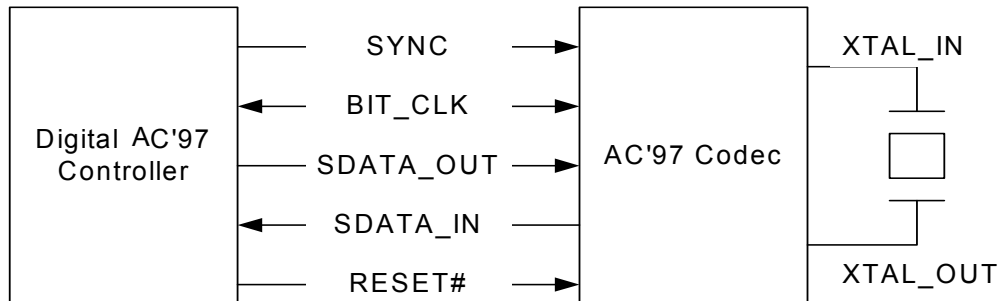 SYNC
BIT_CLK
SDATA_OUT
SDATA_IN
RESET#
Digital AC'97
Controller
AC'97 Codec
XTAL_IN
XTAL_OUT